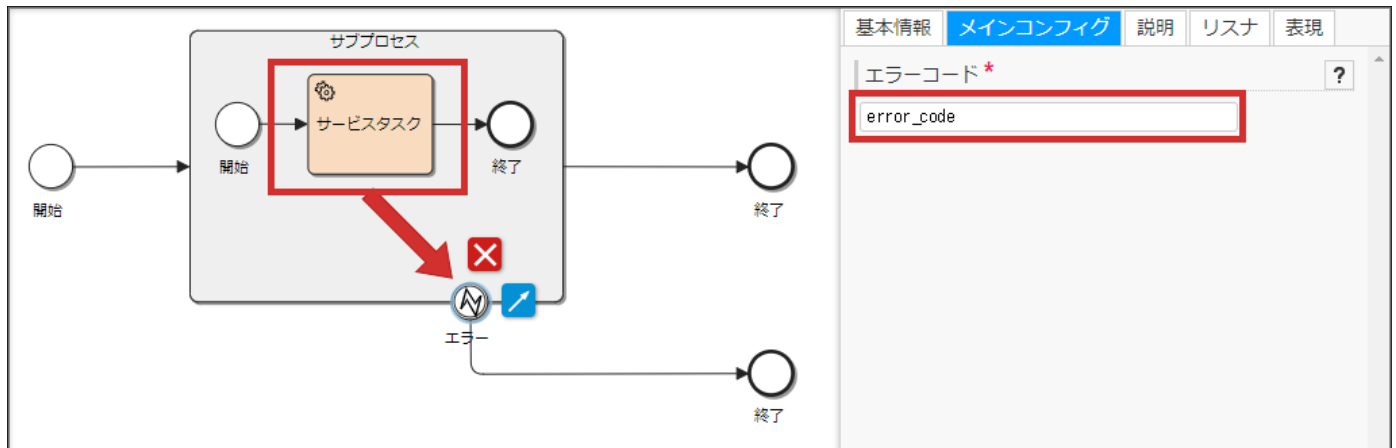 サブプロセス
サービスタスク
開始
終了
開始
終了
エラー
終了
基本情報
メインコンフィグ
説明
リスナ
表現
エラーコード *
?
error_code